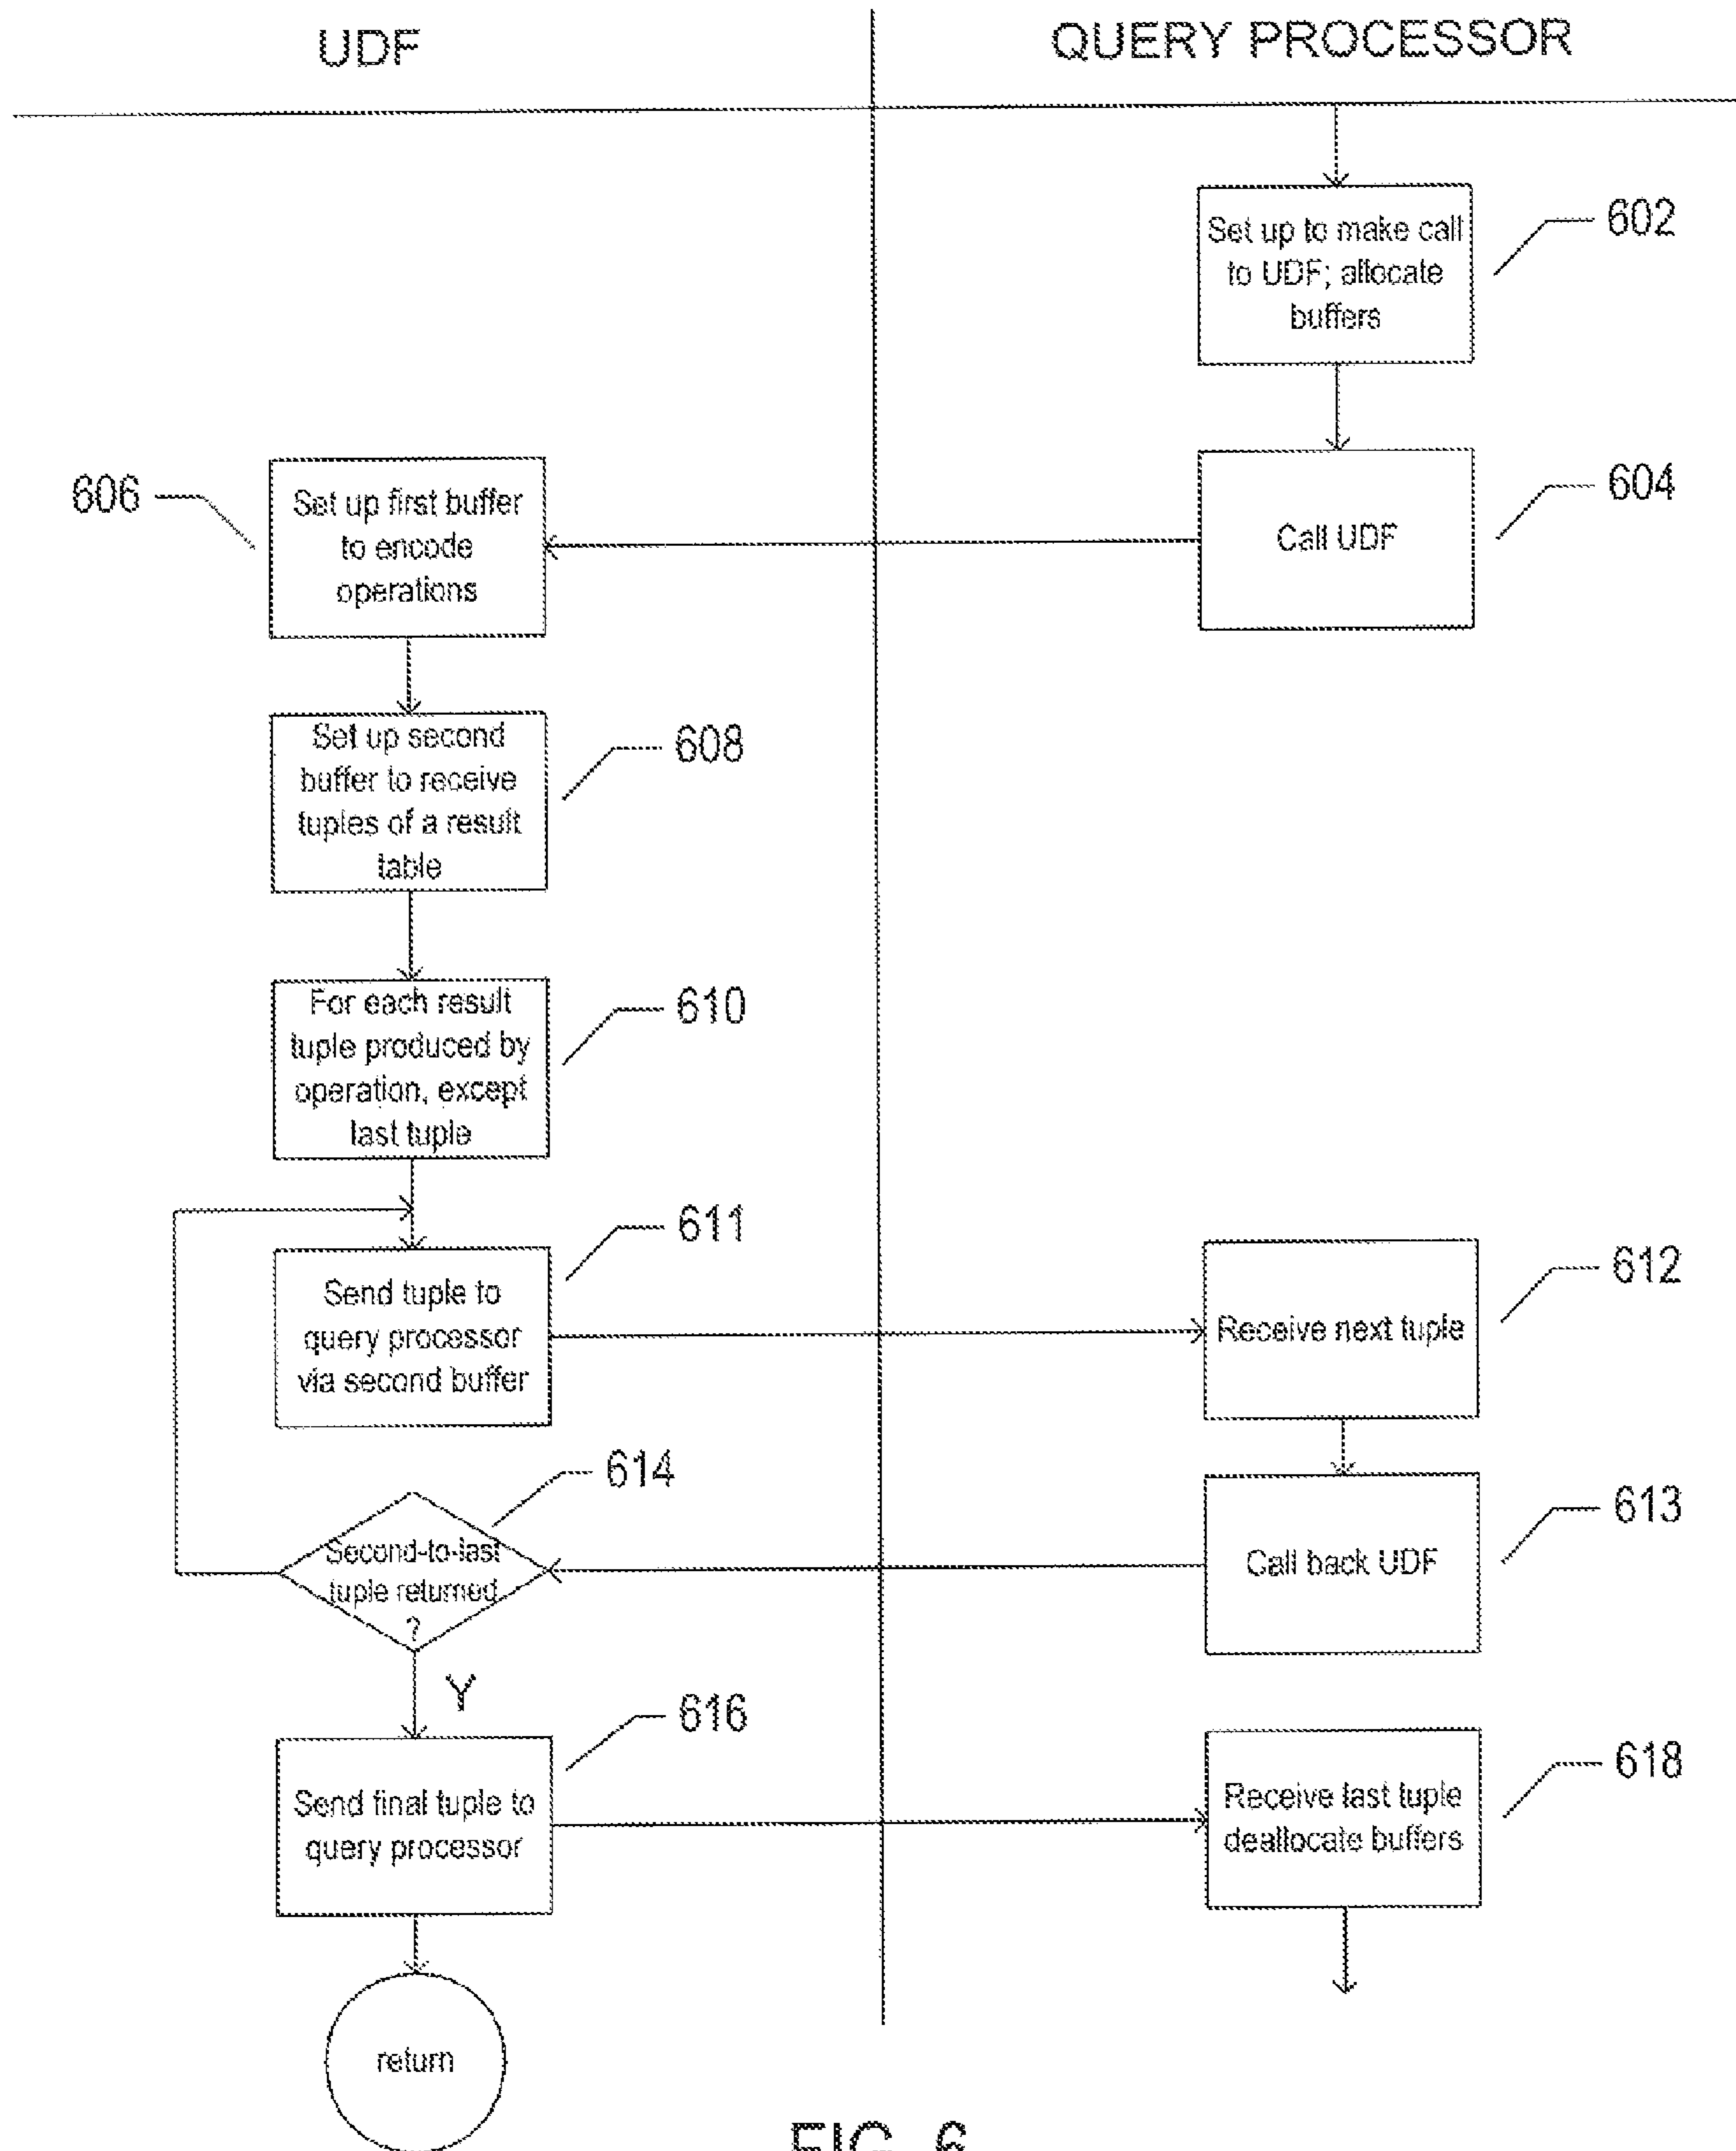 UDF
QUERY PROCESSOR
Set up to make call
to UDF; allocate
buffers
602
Call UDF
604
606
Set up first buffer
to encode
operations
Set up second
buffer to receive
tuples of a result
table
608
For each result
tuple produced by
operation, except
last tuple
610
Send tuple to
query processor
via second buffer
611
Receive next tuple
612
Call back UDF
613
Second-to-last
tuple returned
?
614
Y
Send final tuple to
query processor
616
Receive last tuple
deallocate buffers
618
return
FIG. 6